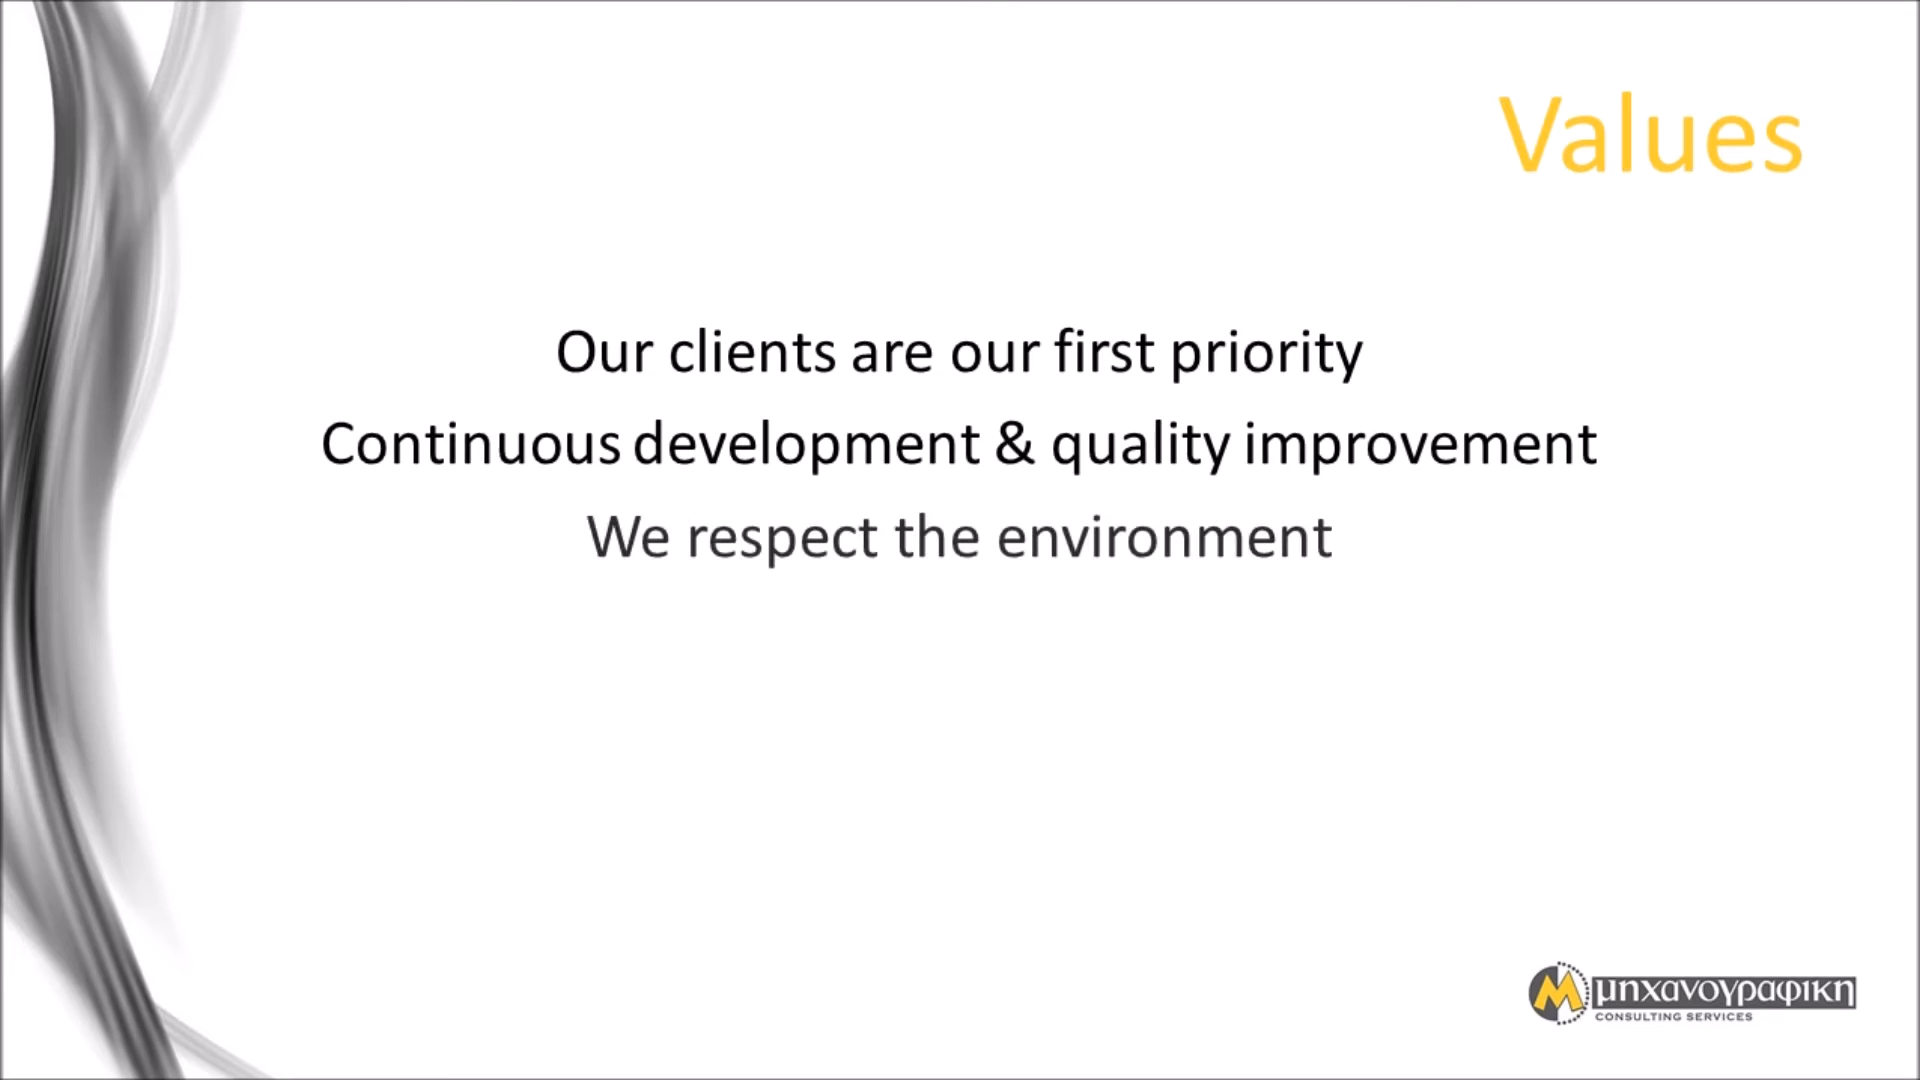 Values
Our clients are our first priority
Continuous development & quality improvement
We respect the environment
M μηχανογραφικη
CONSULTING SERVICES